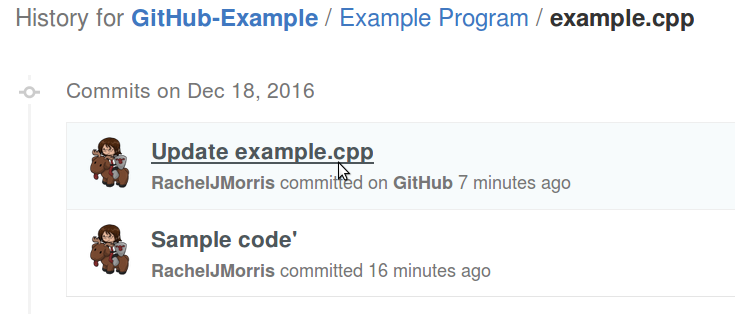 History for GitHub-Example / Example Program / example.cpp
Commits on Dec 18, 2016
Update example.cpp
RachelJMorris committed on GitHub 7 minutes ago
Sample code'
RachelJMorris committed 16 minutes ago